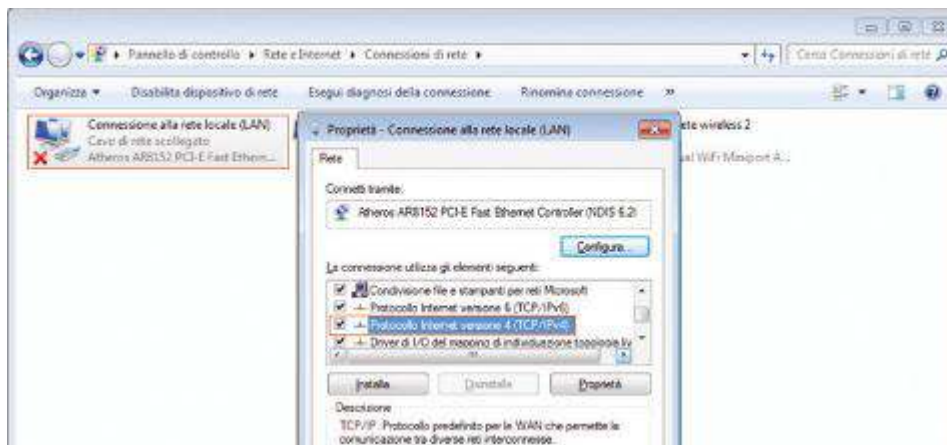 Pannello di controllo ▸ Rete e Internet ▸ Connessioni di rete ▸
Cerca Connessioni di rete
Organizza ▾ Disabilita dispositivo di rete Esegui diagnosi della connessione Rinomina connessione »
Connessione alla rete locale (LAN)
Cavo di rete scollegato
Atheros AR8152 PCI-E Fast Ethern...
ete wireless 2
ual WiFi Miniport A...
Proprietà - Connessione alla rete locale (LAN)
Rete
Connetti tramite:
Atheros AR8152 PCI-E Fast Ethernet Controller (NDIS 6.2)
Configura...
La connessione utilizza gli elementi seguenti:
Condivisione file e stampanti per reti Microsoft
Protocollo Internet versione 6 (TCP/IPv6)
Protocollo Internet versione 4 (TCP/IPv4)
Driver di I/O del mapping di individuazione topologie liv
Installa... Disinstalla Proprietà
Descrizione
TCP/IP. Protocollo predefinito per le WAN che permette la
comunicazione tra diverse reti interconnesse.